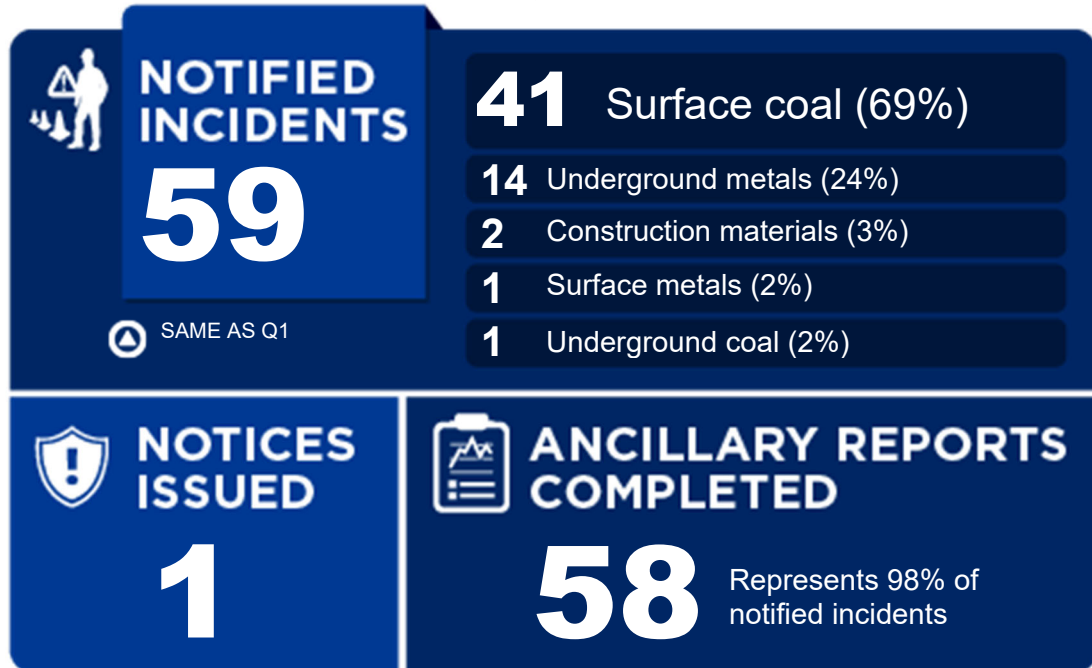 NOTIFIED
INCIDENTS
59
SAME AS Q1
41 Surface coal (69%)
14 Underground metals (24%)
2 Construction materials (3%)
1 Surface metals (2%)
1 Underground coal (2%)
NOTICES
ISSUED
1
ANCILLARY REPORTS
COMPLETED
58
Represents 98% of
notified incidents